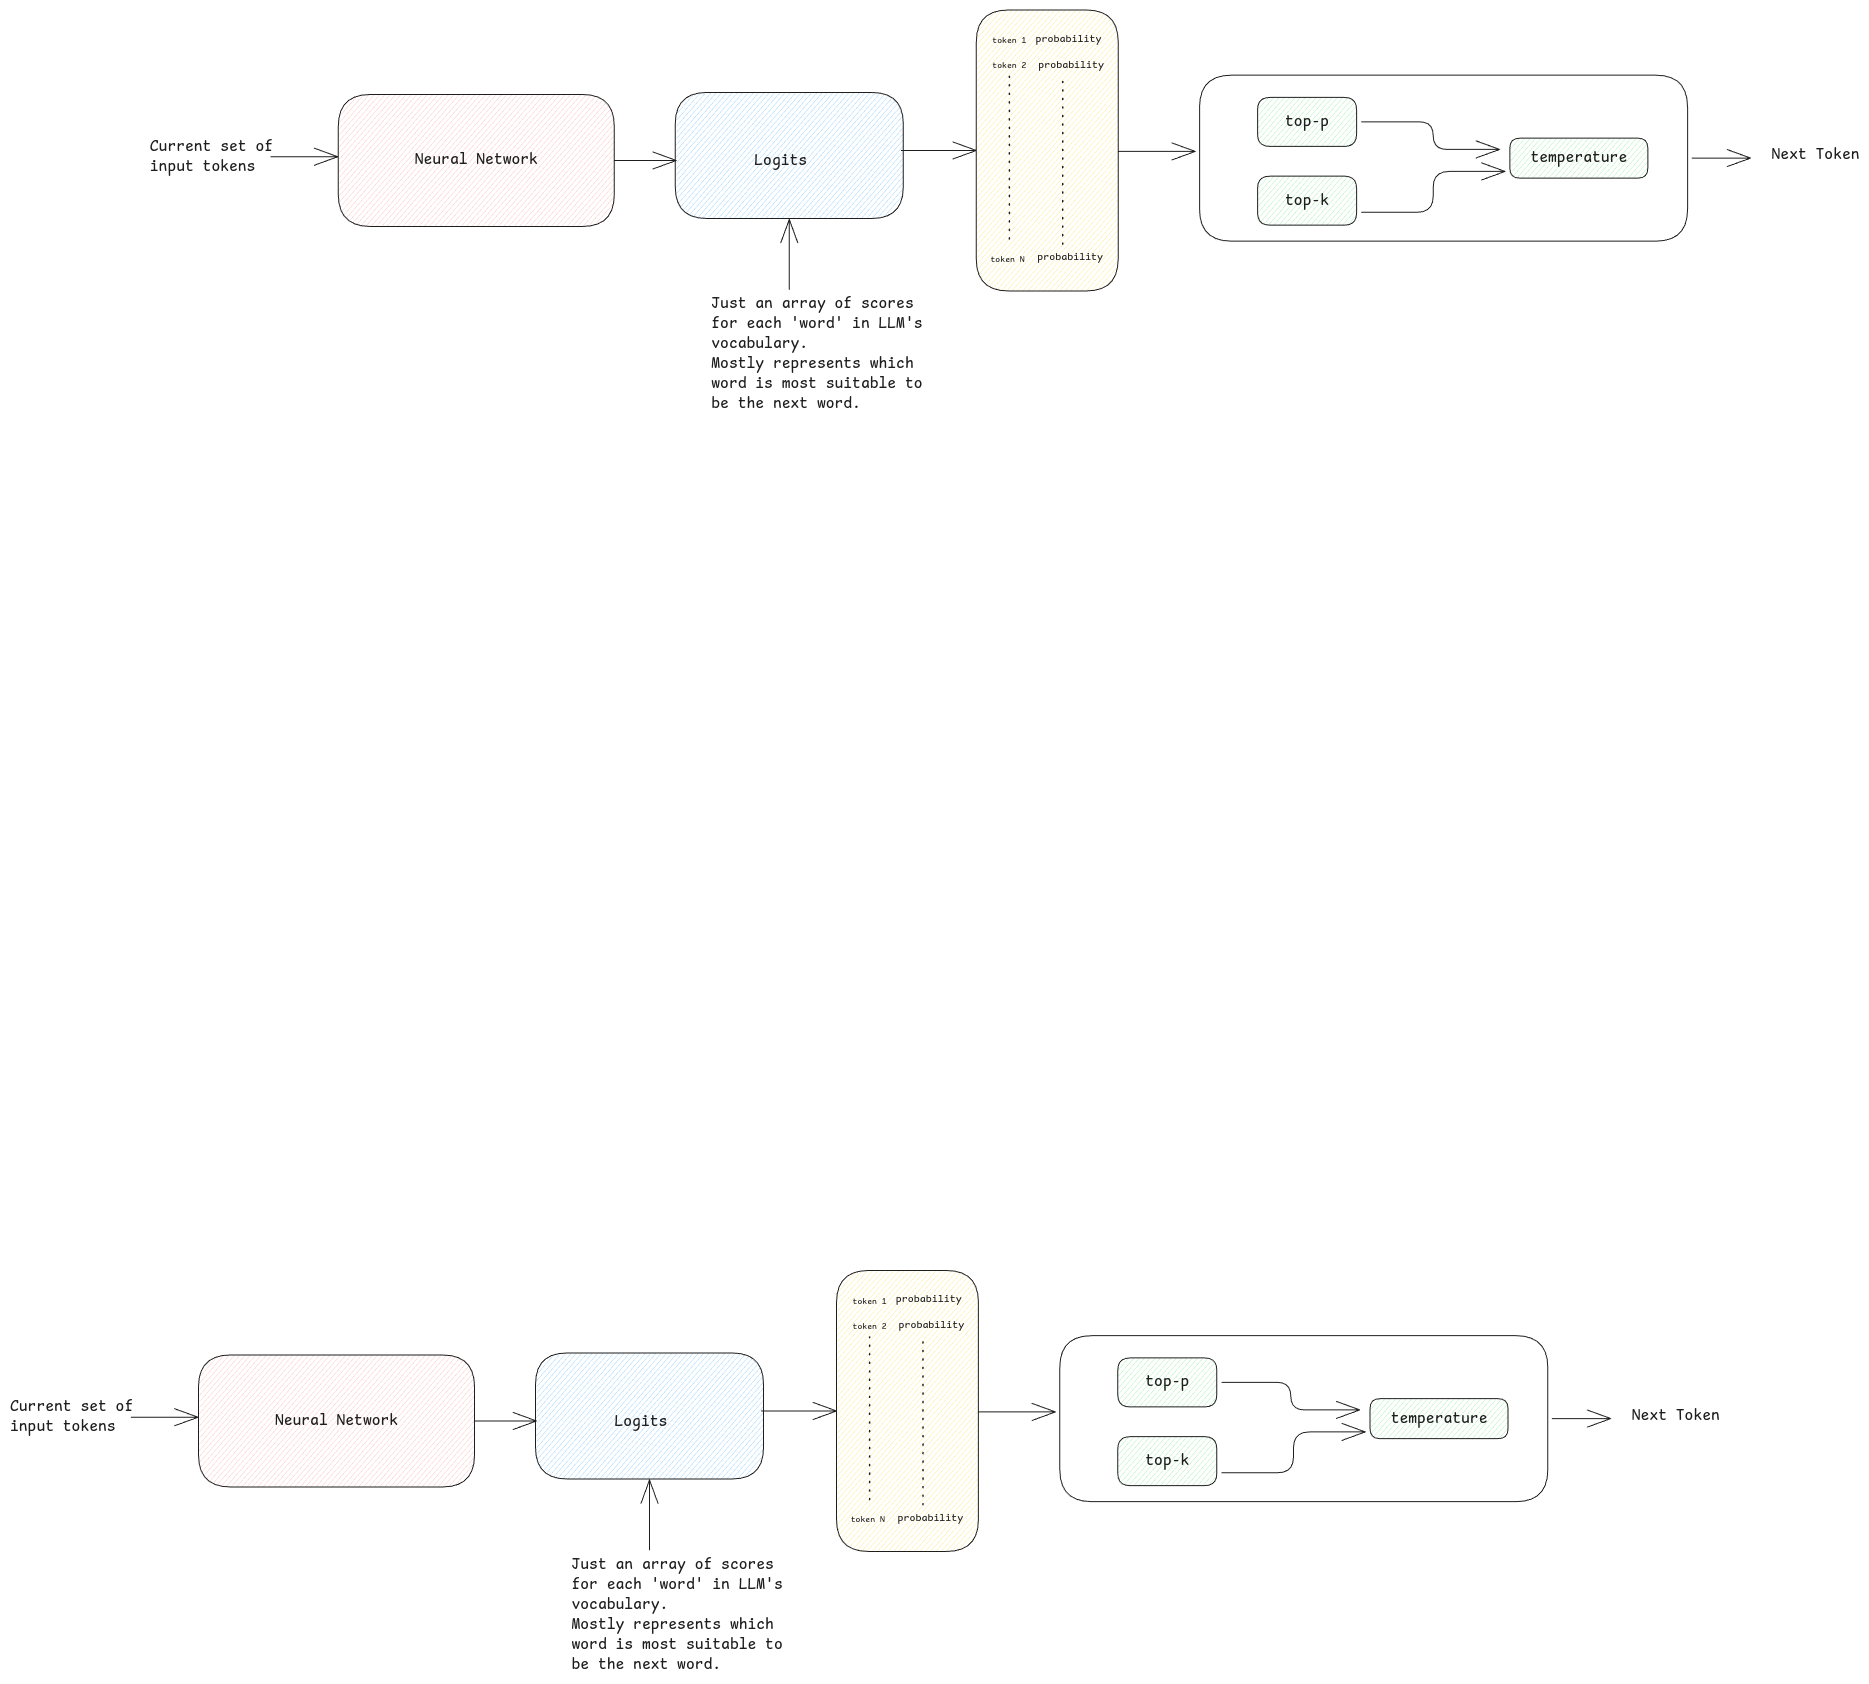 Current set of
input tokens
Neural Network
Logits
token 1 probability
token 2 probability
token N probability
top-p
top-k
temperature
Next Token
Just an array of scores
for each 'word' in LLM's
vocabulary.
Mostly represents which
word is most suitable to
be the next word.
Current set of
input tokens
Neural Network
Logits
token 1 probability
token 2 probability
token N probability
top-p
top-k
temperature
Next Token
Just an array of scores
for each 'word' in LLM's
vocabulary.
Mostly represents which
word is most suitable to
be the next word.